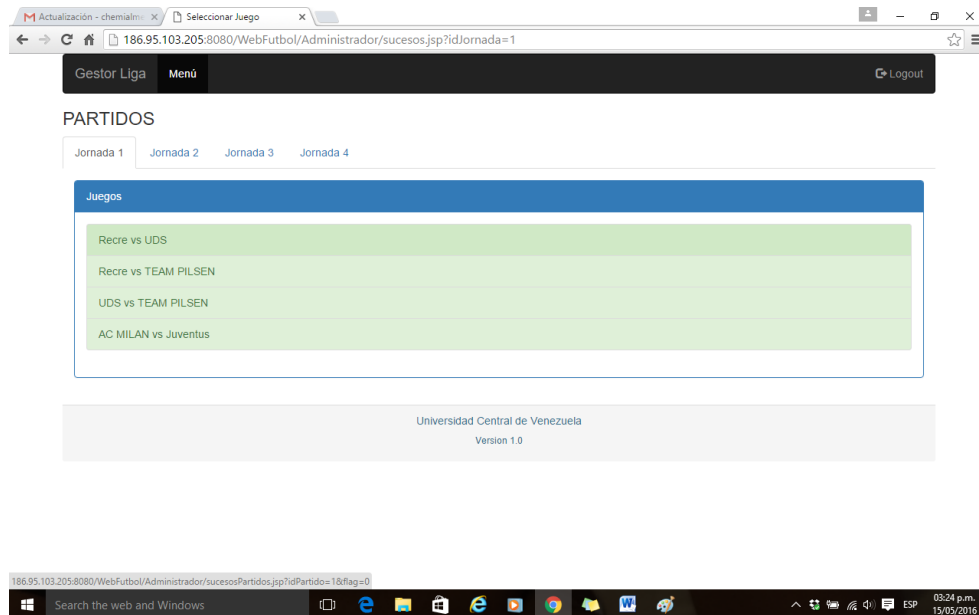 Actualización - chemialm
Seleccionar Juego
186.95.103.205:8080/WebFutbol/Administrador/sucesos.jsp?idJornada=1
Gestor Liga Menú Logout
PARTIDOS
Jornada 1 Jornada 2 Jornada 3 Jornada 4
Juegos
Recre vs UDS
Recre vs TEAM PILSEN
UDS vs TEAM PILSEN
AC MILAN vs Juventus
Universidad Central de Venezuela
Version 1.0
186.95.103.205:8080/WebFutbol/Administrador/sucesosPartidos.jsp?idPartido=1&flag=0
Search the web and Windows
ESP
03:24 p.m.
15/05/2016